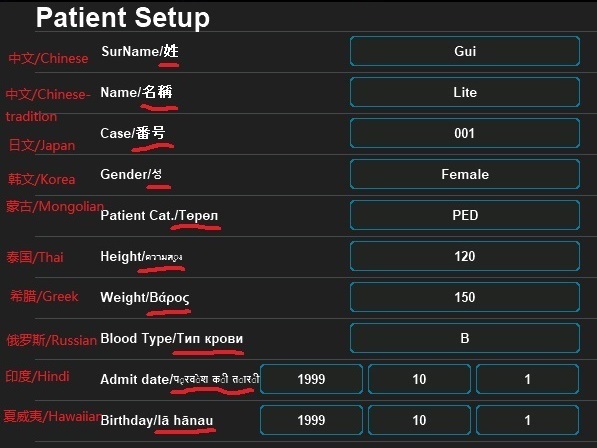 Patient Setup
中文/Chinese SurName/姓 Gui
中文/Chinese-tradition Name/名稱 Lite
日文/Japan Case/番号 001
韩文/Korea Gender/성 Female
蒙古/Mongolian Patient Cat./Төрөл PED
泰国/Thai Height/ความสูง 120
希腊/Greek Weight/Βάρος 150
俄罗斯/Russian Blood Type/Тип крови B
印度/Hindi Admit date/प्रवेश की तारी 1999 10 1
夏威夷/Hawaiian Birthday/lā hānau 1999 10 1